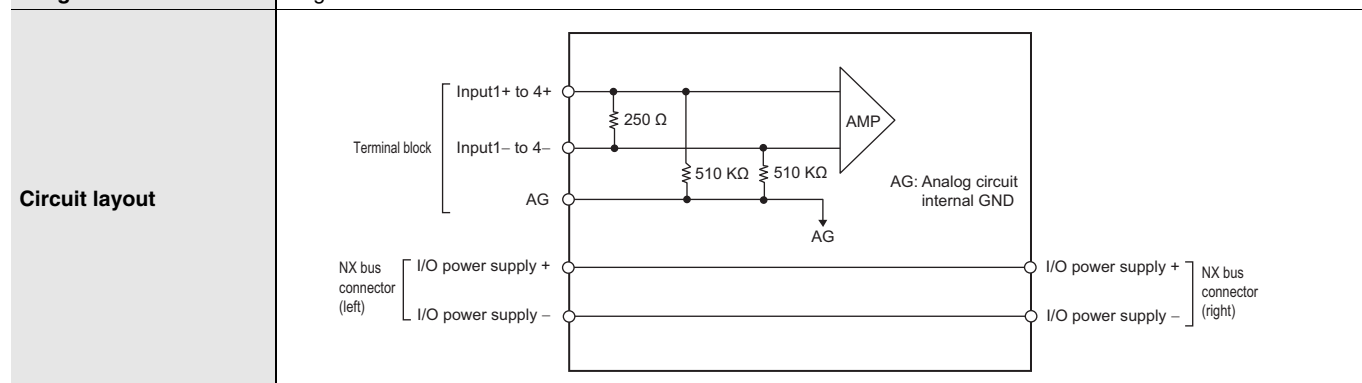 Circuit layout
Terminal block
Input1+ to 4+
Input1− to 4−
AG
250 Ω
510 KΩ
510 KΩ
AMP
AG
AG: Analog circuit
internal GND
NX bus
connector
(left)
I/O power supply +
I/O power supply −
I/O power supply +
I/O power supply −
NX bus
connector
(right)